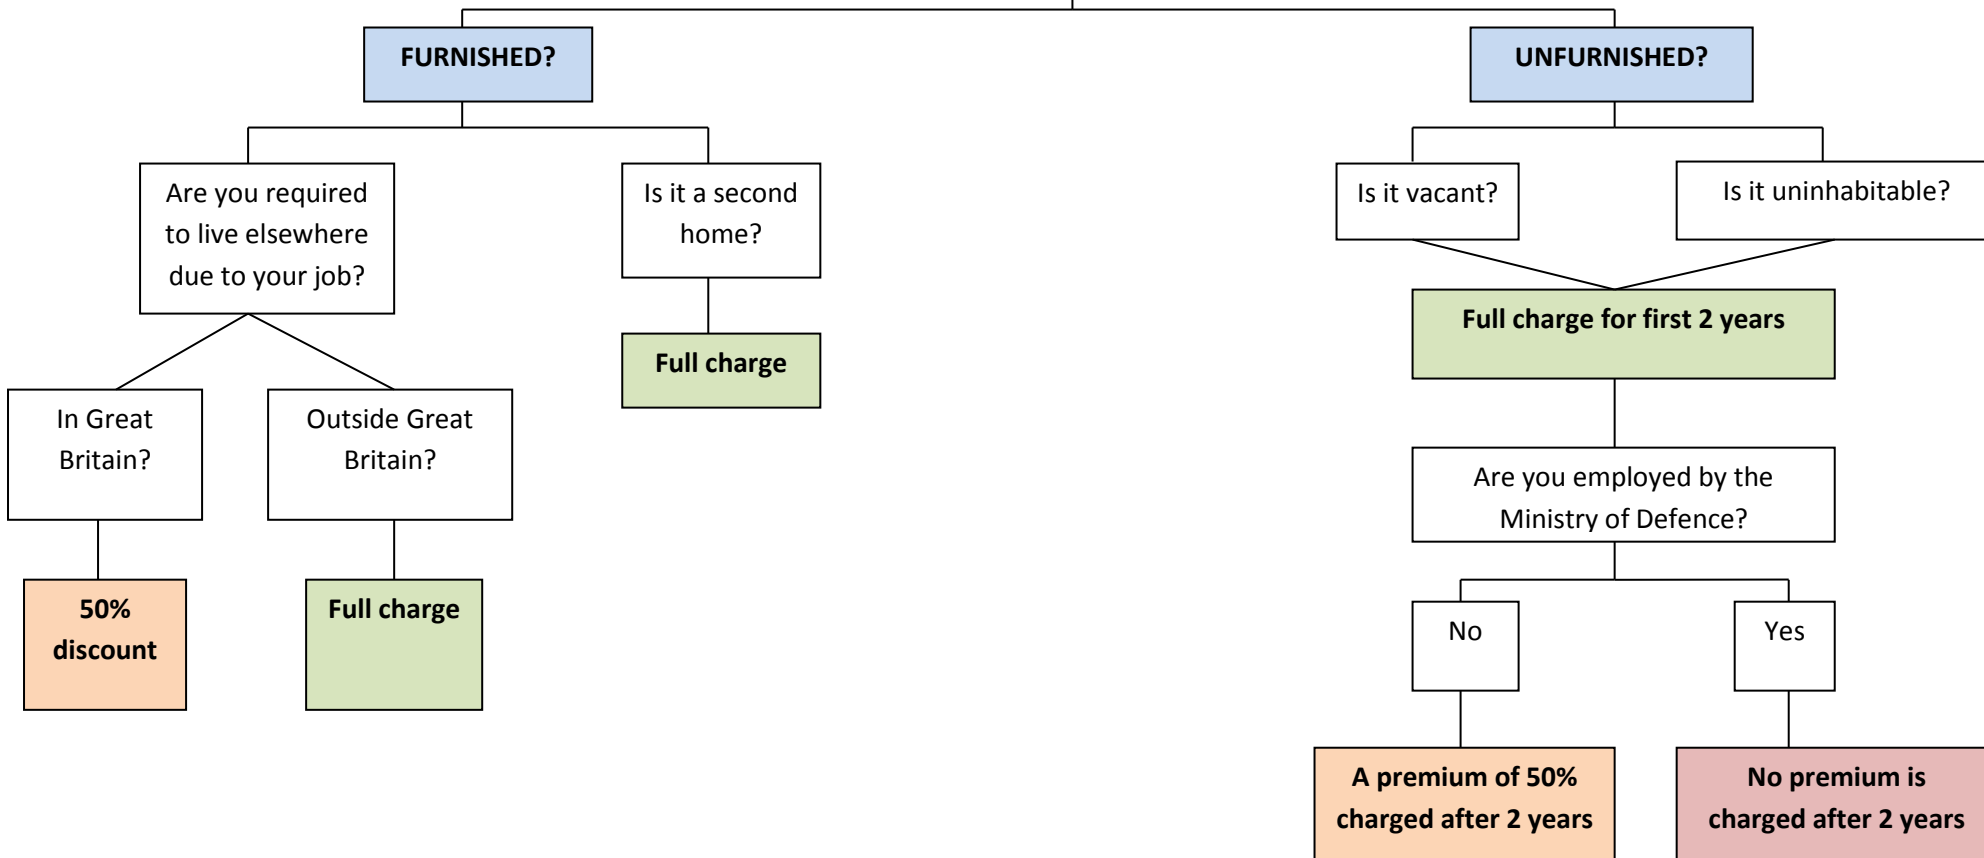 FURNISHED?
UNFURNISHED?
Are you required
to live elsewhere
due to your job?
Is it a second
home?
Is it vacant?
Is it uninhabitable?
Full charge for first 2 years
Full charge
In Great
Britain?
Outside Great
Britain?
Are you employed by the
Ministry of Defence?
50%
discount
Full charge
No
Yes
A premium of 50%
charged after 2 years
No premium is
charged after 2 years